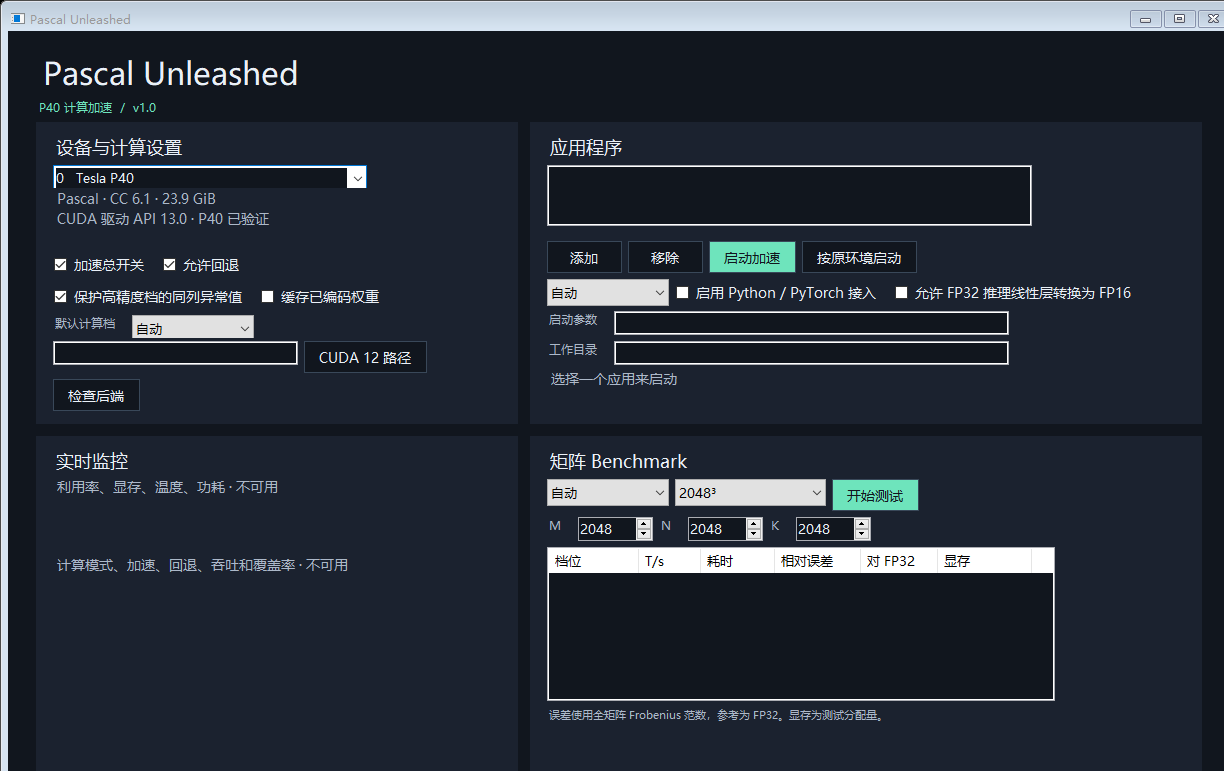 Pascal Unleashed
Pascal Unleashed
P40 计算加速 / v1.0
设备与计算设置
0 Tesla P40
Pascal · CC 6.1 · 23.9 GiB
CUDA 驱动 API 13.0 · P40 已验证
加速总开关 允许回退
保护高精度档的同列异常值 缓存已编码权重
默认计算档 自动
CUDA 12 路径
检查后端
应用程序
添加 移除 启动加速 按原环境启动
自动 启用 Python / PyTorch 接入 允许 FP32 推理线性层转换为 FP16
启动参数
工作目录
选择一个应用来启动
实时监控
利用率、显存、温度、功耗 · 不可用
计算模式、加速、回退、吞吐和覆盖率 · 不可用
矩阵 Benchmark
自动 2048³ 开始测试
M 2048 N 2048 K 2048
档位 T/s 耗时 相对误差 对 FP32 显存
误差使用全矩阵 Frobenius 范数，参考为 FP32。显存为测试分配量。